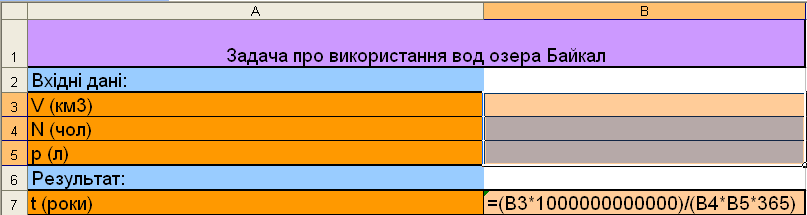 A B
1 Задача про використання вод озера Байкал
2 Вхідні дані:
3 V (км3)
4 N (чол)
5 p (л)
6 Результат:
7 t (роки) =(B3*1000000000000)/(B4*B5*365)